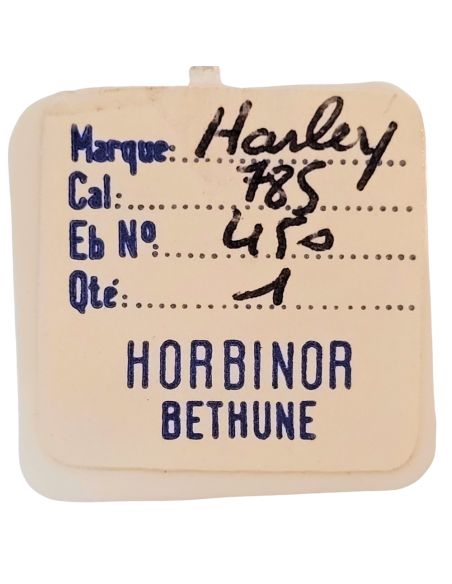 Marque: Harley
Cal: 785
Eb Nº: 450
Qté: 1
HORBINOR
BETHUNE